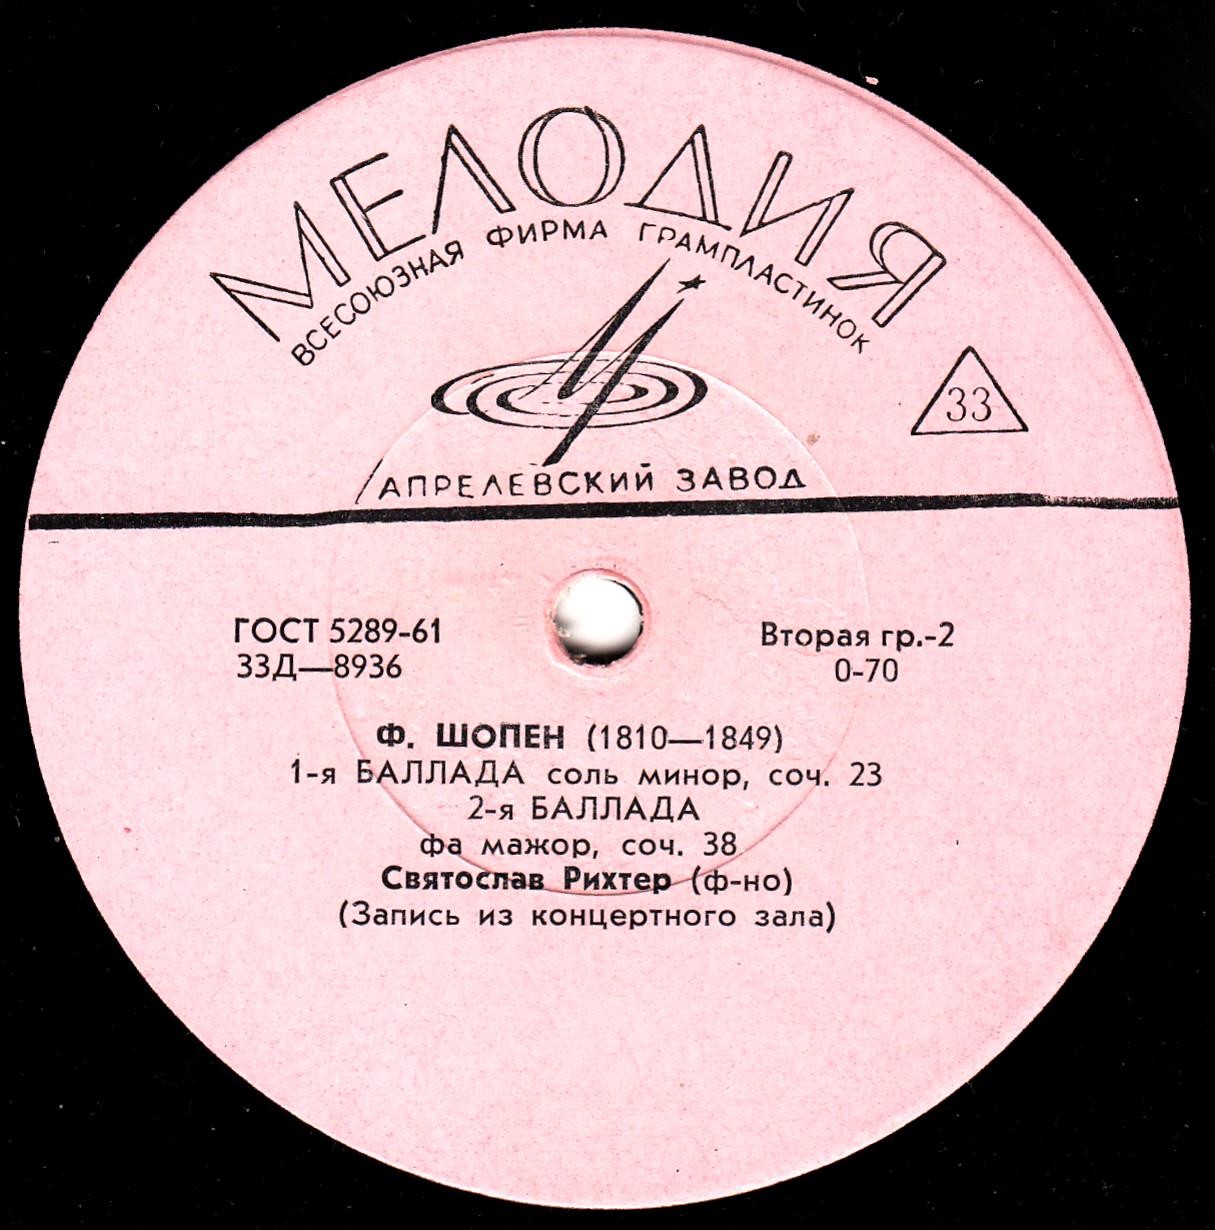 МЕЛОДИЯ
ВСЕСОЮЗНАЯ ФИРМА ГРАМПЛАСТИНОК
33
АПРЕЛЕВСКИЙ ЗАВОД
ГОСТ 5289-61
Вторая гр.-2
33Д—8936
0-70
Ф. ШОПЕН (1810—1849)
1-я БАЛЛАДА соль минор, соч. 23
2-я БАЛЛАДА
фа мажор, соч. 38
Святослав Рихтер (ф-но)
(Запись из концертного зала)